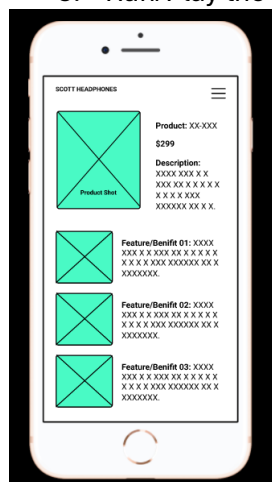 SCOTT HEADPHONES
Product: XX-XXX
$299
Description:
XXXX XXX X X
XXX XX X X X X X
X X X X XXX
XXXXXX XX X X.
Product Shot
Feature/Benifit 01: XXXX
XXX X X XXX XX X X X X X
X X X X XXX XXXXXX XX X
XXXXXXX.
Feature/Benifit 02: XXXX
XXX X X XXX XX X X X X X
X X X X XXX XXXXXX XX X
XXXXXXX.
Feature/Benifit 03: XXXX
XXX X X XXX XX X X X X X
X X X X XXX XXXXXX XX X
XXXXXXX.